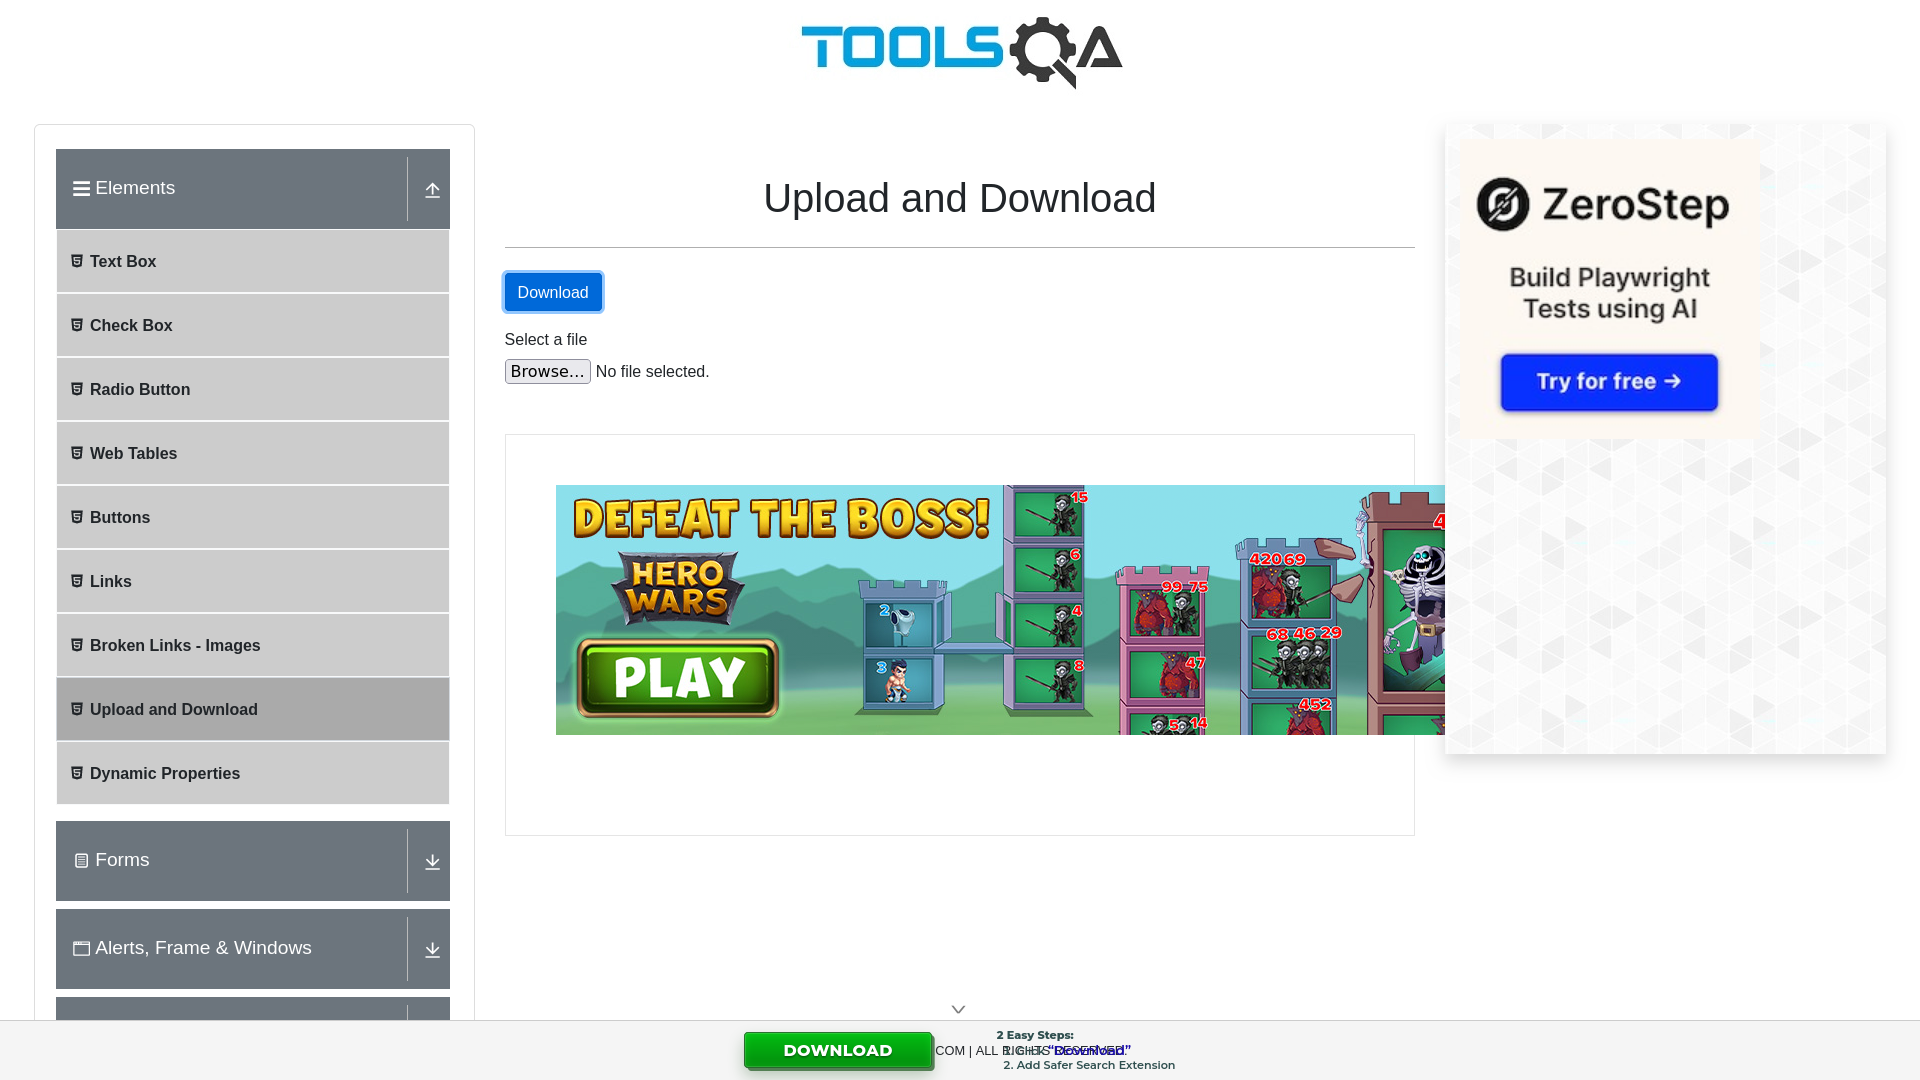 TOOLSQA
Elements
Text Box
Check Box
Radio Button
Web Tables
Buttons
Links
Broken Links - Images
Upload and Download
Dynamic Properties
Forms
Alerts, Frame & Windows
Upload and Download
Download
Select a file
Browse... No file selected.
DEFEAT THE BOSS!
HERO
WARS
PLAY
2
3
15
6
4
8
99 75
47
5 14
420 69
68 46 29
452
4
ZeroStep
Build Playwright
Tests using AI
Try for free →
DOWNLOAD
2 Easy Steps:
COM | ALL RIGHTS RESERVED.
“Download”
2. Add Safer Search Extension